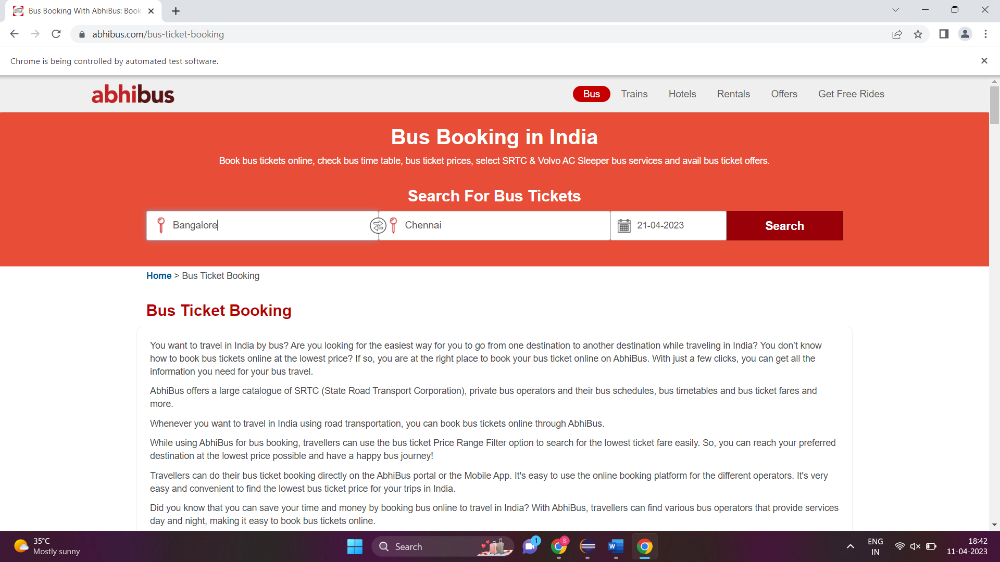 Bus Booking With AbhiBus: Book
abhibus.com/bus-ticket-booking
Chrome is being controlled by automated test software.
abhibus
Bus Trains Hotels Rentals Offers Get Free Rides
Bus Booking in India
Book bus tickets online, check bus time table, bus ticket prices, select SRTC & Volvo AC Sleeper bus services and avail bus ticket offers.
Search For Bus Tickets
Bangalore Chennai 21-04-2023 Search
Home > Bus Ticket Booking
Bus Ticket Booking
You want to travel in India by bus? Are you looking for the easiest way for you to go from one destination to another destination while traveling in India? You don’t know
how to book bus tickets online at the lowest price? If so, you are at the right place to book your bus ticket online on AbhiBus. With just a few clicks, you can get all the
information you need for your bus travel.
AbhiBus offers a large catalogue of SRTC (State Road Transport Corporation), private bus operators and their bus schedules, bus timetables and bus ticket fares and
more.
Whenever you want to travel in India using road transportation, you can book bus tickets online through AbhiBus.
While using AbhiBus for bus booking, travellers can use the bus ticket Price Range Filter option to search for the lowest ticket fare easily. So, you can reach your preferred
destination at the lowest price possible and have a happy bus journey!
Travellers can do their bus ticket booking directly on the AbhiBus portal or the Mobile App. It's easy to use the online booking platform for the different operators. It's very
easy and convenient to find the lowest bus ticket price for your trips in India.
Did you know that you can save your time and money by booking bus online to travel in India? With AbhiBus, travellers can find various bus operators that provide services
day and night, making it easy to book bus tickets online.
35°C
Mostly sunny
Search
1
S
W
ENG
IN
18:42
11-04-2023